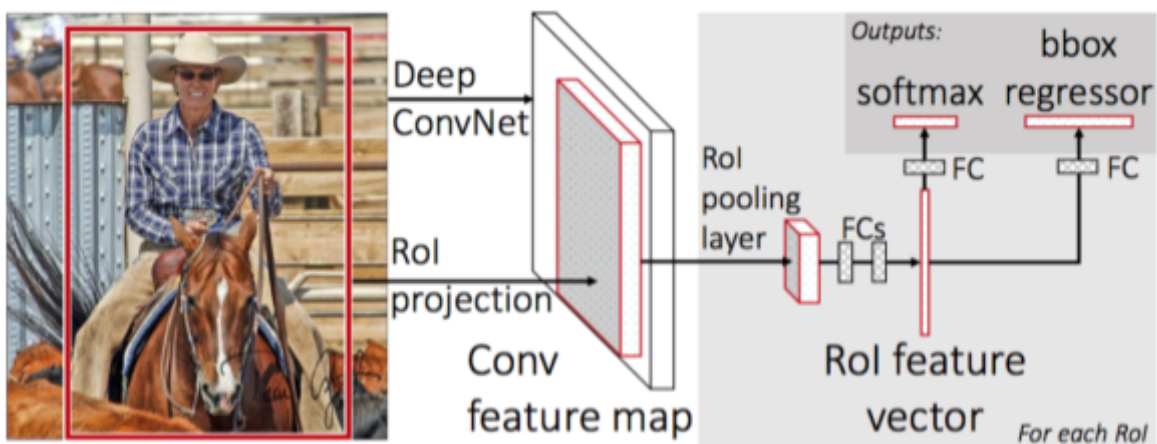 Deep
ConvNet
RoI
projection
Conv
feature map
RoI
pooling
layer
FCs
RoI feature
vector
For each RoI
Outputs:
softmax
bbox
regressor
FC
FC